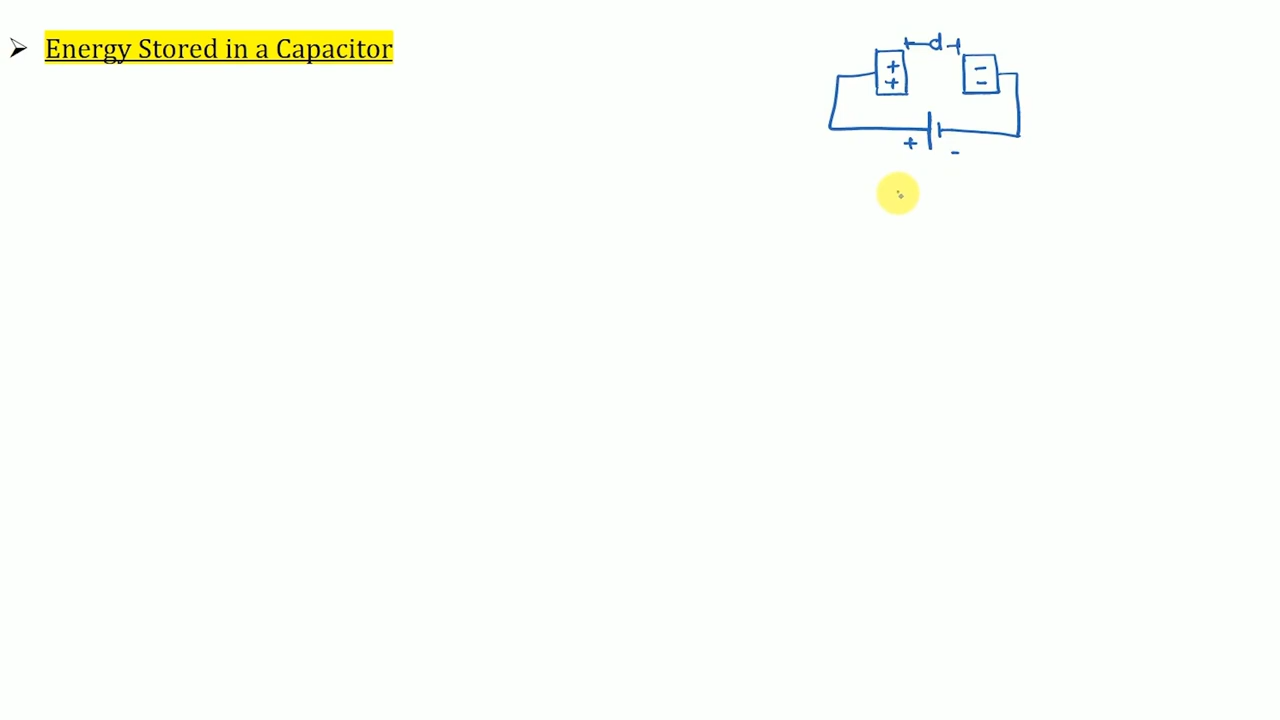 Energy Stored in a Capacitor
d
+ -
+ -
+ -